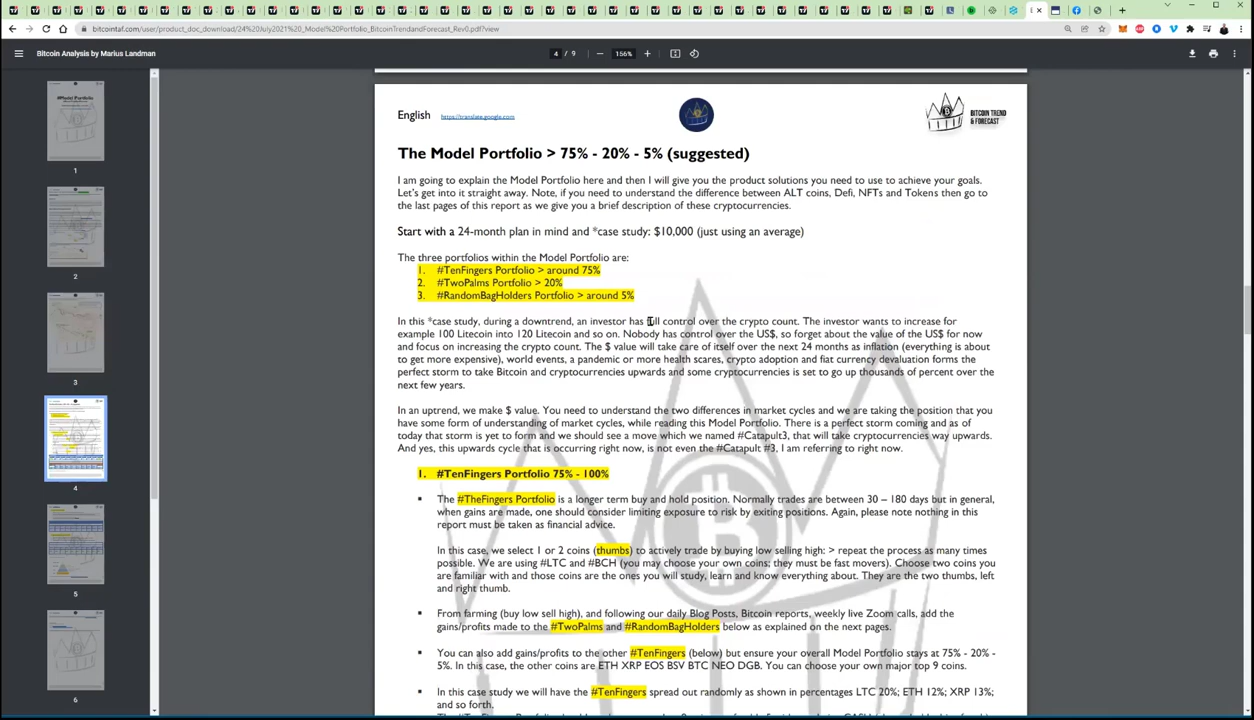 bitcointaf.com/user/product_doc_download/24%20July2021%20_Model%20Portfolio_BitcoinTrendandForecast_Rev0.pdf?view
Bitcoin Analysis by Marius Landman
4 / 9
156%
1
2
3
4
5
6
English https://translate.google.com
BITCOIN TREND
& FORECAST
The Model Portfolio > 75% - 20% - 5% (suggested)
I am going to explain the Model Portfolio here and then I will give you the product solutions you need to use to achieve your goals.
Let's get into it straight away. Note, if you need to understand the difference between ALT coins, Defi, NFTs and Tokens then go to
the last pages of this report as we give you a brief description of these cryptocurrencies.
Start with a 24-month plan in mind and *case study: $10,000 (just using an average)
The three portfolios within the Model Portfolio are:
1. #TenFingers Portfolio > around 75%
2. #TwoPalms Portfolio > 20%
3. #RandomBagHolders Portfolio > around 5%
In this *case study, during a downtrend, an investor has full control over the crypto count. The investor wants to increase for
example 100 Litecoin into 120 Litecoin and so on. Nobody has control over the US$, so forget about the value of the US$ for now
and focus on increasing the crypto count. The $ value will take care of itself over the next 24 months as inflation (everything is about
to get more expensive), world events, a pandemic or more health scares, crypto adoption and fiat currency devaluation forms the
perfect storm to take Bitcoin and cryptocurrencies upwards and some cryptocurrencies is set to go up thousands of percent over the
next few years.
In an uptrend, we make $ value. You need to understand the two differences in market cycles and we are taking the position that you
have some form of understanding of market cycles, while reading this Model Portfolio. There is a perfect storm coming and as of
today that storm is yet to form and we should see a move which we named #Catapult3, that will take cryptocurrencies way upwards.
And yes, this upwards cycle that is occurring right now, is not even the #Catapult #3, I am referring to right now.
1. #TenFingers Portfolio 75% - 100%
▪ The #TheFingers Portfolio is a longer term buy and hold position. Normally trades are between 30 – 180 days but in general,
when gains are made, one should consider limiting exposure to risk by exiting positions. Again, please note nothing in this
report must be taken as financial advice.
In this case, we select 1 or 2 coins (thumbs) to actively trade by buying low selling high: > repeat the process as many times
possible. We are using #LTC and #BCH (you may choose your own coins; they must be fast movers). Choose two coins you
are familiar with and those coins are the ones you will study, learn and know everything about. They are the two thumbs, left
and right thumb.
▪ From farming (buy low sell high), and following our daily Blog Posts, Bitcoin reports, weekly live Zoom calls, add the
gains/profits made to the #TwoPalms and #RandomBagHolders below as explained on the next pages.
▪ You can also add gains/profits to the other #TenFingers (below) but ensure your overall Model Portfolio stays at 75% - 20% -
5%. In this case, the other coins are ETH XRP EOS BSV BTC NEO DGB. You can choose your own major top 9 coins.
▪ In this case study we will have the #TenFingers spread out randomly as shown in percentages LTC 20%; ETH 12%; XRP 13%;
and so forth.